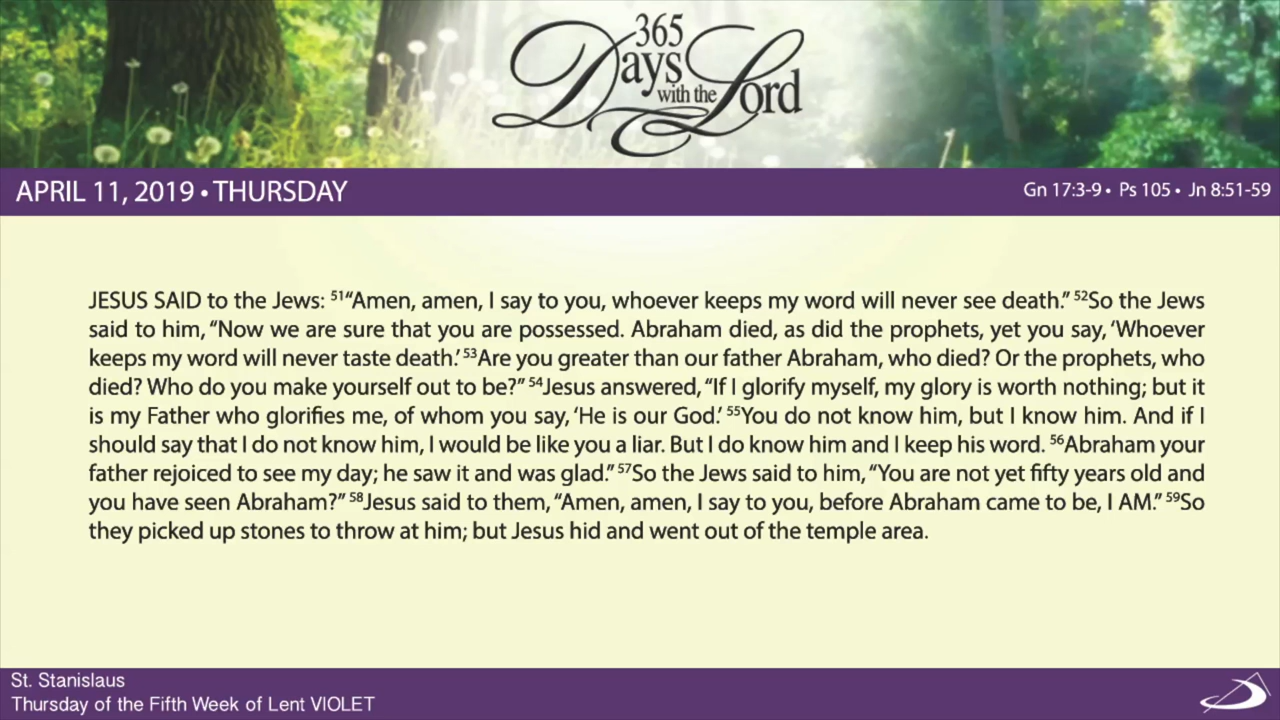 365
Days
with the Lord
APRIL 11, 2019 • THURSDAY
Gn 17:3-9 • Ps 105 • Jn 8:51-59
JESUS SAID to the Jews: ⁵¹“Amen, amen, I say to you, whoever keeps my word will never see death.” ⁵²So the Jews
said to him, “Now we are sure that you are possessed. Abraham died, as did the prophets, yet you say, ‘Whoever
keeps my word will never taste death.’ ⁵³Are you greater than our father Abraham, who died? Or the prophets, who
died? Who do you make yourself out to be?” ⁵⁴Jesus answered, “If I glorify myself, my glory is worth nothing; but it
is my Father who glorifies me, of whom you say, ‘He is our God.’ ⁵⁵You do not know him, but I know him. And if I
should say that I do not know him, I would be like you a liar. But I do know him and I keep his word. ⁵⁶Abraham your
father rejoiced to see my day; he saw it and was glad.” ⁵⁷So the Jews said to him, “You are not yet fifty years old and
you have seen Abraham?” ⁵⁸Jesus said to them, “Amen, amen, I say to you, before Abraham came to be, I AM.” ⁵⁹So
they picked up stones to throw at him; but Jesus hid and went out of the temple area.
St. Stanislaus
Thursday of the Fifth Week of Lent VIOLET